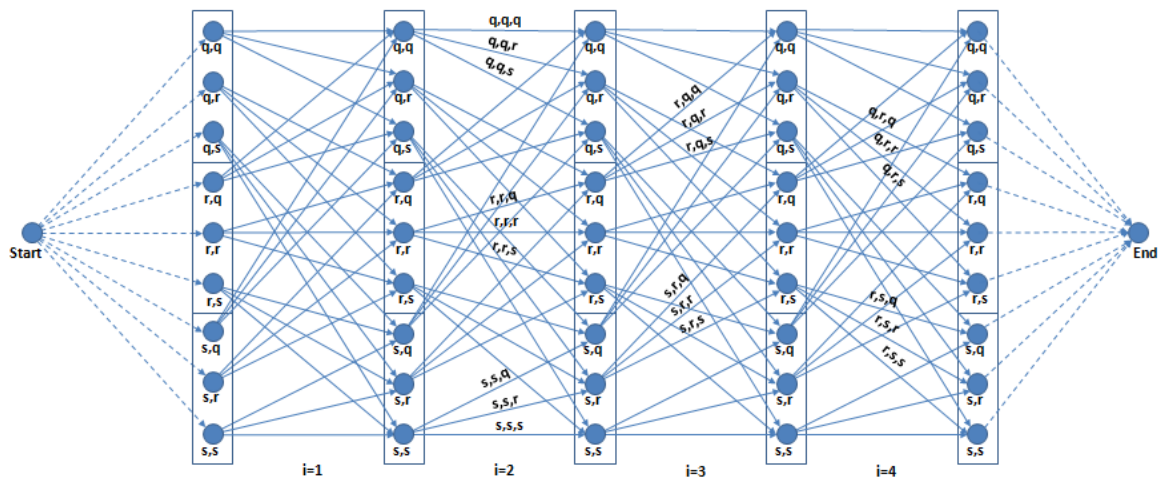 q,q q,q q,q q,q q,q
q,q,q
q,q,r
q,q,s
q,r q,r q,r q,r q,r
r,q,q
r,q,r
r,q,s
q,r,q
q,r,r
q,r,s
q,s q,s q,s q,s q,s
r,q r,q r,q r,q r,q
r,r,q
r,r,r
r,r,s
Start r,r r,r r,r r,r r,r End
r,s r,s r,s r,s r,s
s,r,q
s,r,r
s,r,s
r,s,q
r,s,r
r,s,s
s,q s,q s,q s,q s,q
s,r s,r s,r s,r s,r
s,s,q
s,s,r
s,s,s
s,s s,s s,s s,s s,s
i=1 i=2 i=3 i=4